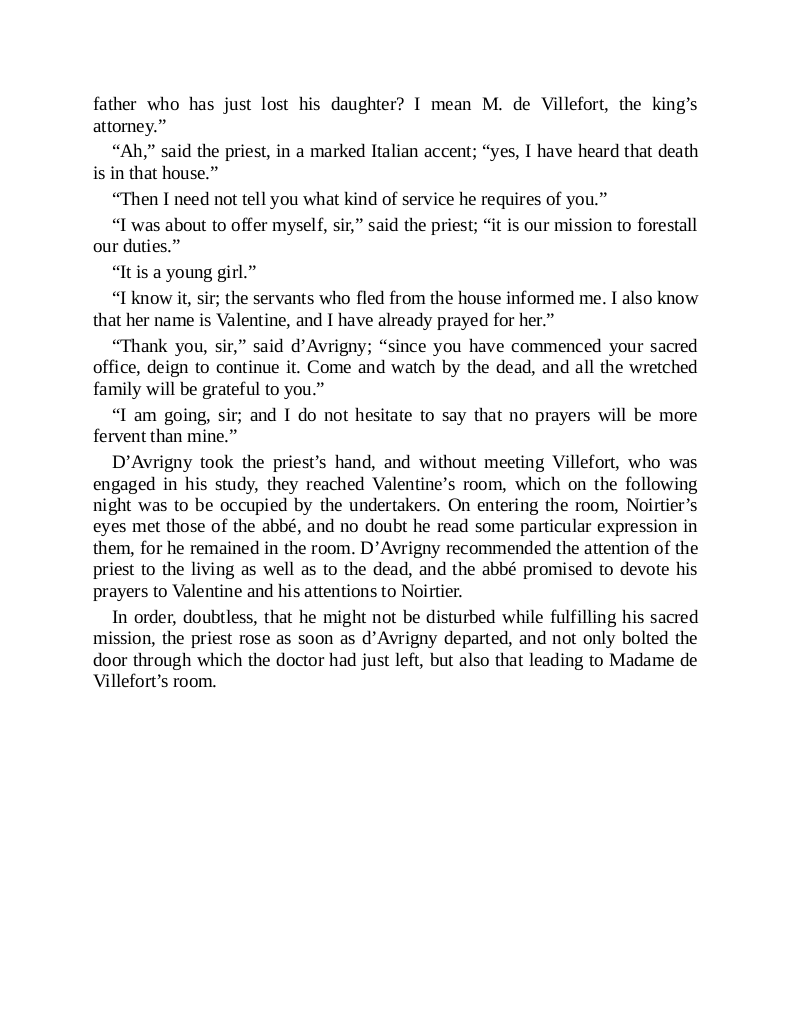 father who has just lost his daughter? I mean M. de Villefort, the king’s
attorney.”
“Ah,” said the priest, in a marked Italian accent; “yes, I have heard that death
is in that house.”
“Then I need not tell you what kind of service he requires of you.”
“I was about to offer myself, sir,” said the priest; “it is our mission to forestall
our duties.”
“It is a young girl.”
“I know it, sir; the servants who fled from the house informed me. I also know
that her name is Valentine, and I have already prayed for her.”
“Thank you, sir,” said d’Avrigny; “since you have commenced your sacred
office, deign to continue it. Come and watch by the dead, and all the wretched
family will be grateful to you.”
“I am going, sir; and I do not hesitate to say that no prayers will be more
fervent than mine.”
D’Avrigny took the priest’s hand, and without meeting Villefort, who was
engaged in his study, they reached Valentine’s room, which on the following
night was to be occupied by the undertakers. On entering the room, Noirtier’s
eyes met those of the abbé, and no doubt he read some particular expression in
them, for he remained in the room. D’Avrigny recommended the attention of the
priest to the living as well as to the dead, and the abbé promised to devote his
prayers to Valentine and his attentions to Noirtier.
In order, doubtless, that he might not be disturbed while fulfilling his sacred
mission, the priest rose as soon as d’Avrigny departed, and not only bolted the
door through which the doctor had just left, but also that leading to Madame de
Villefort’s room.